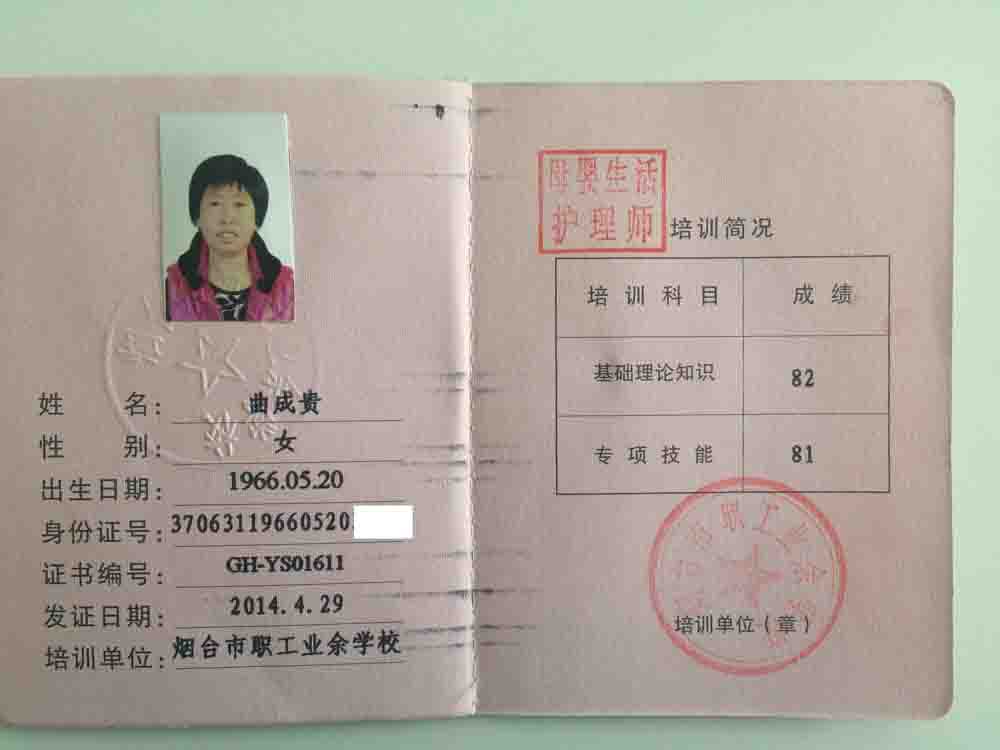 姓 名： 曲成贵
性 别： 女
出生日期： 1966.05.20
身份证号： 37063119660520
证书编号： GH-YS01611
发证日期： 2014.4.29
培训单位： 烟台市职工业余学校
母婴生活
护理师
培训简况
培训科目 成绩
基础理论知识 82
专项技能 81
市职工业余
培训单位（章）